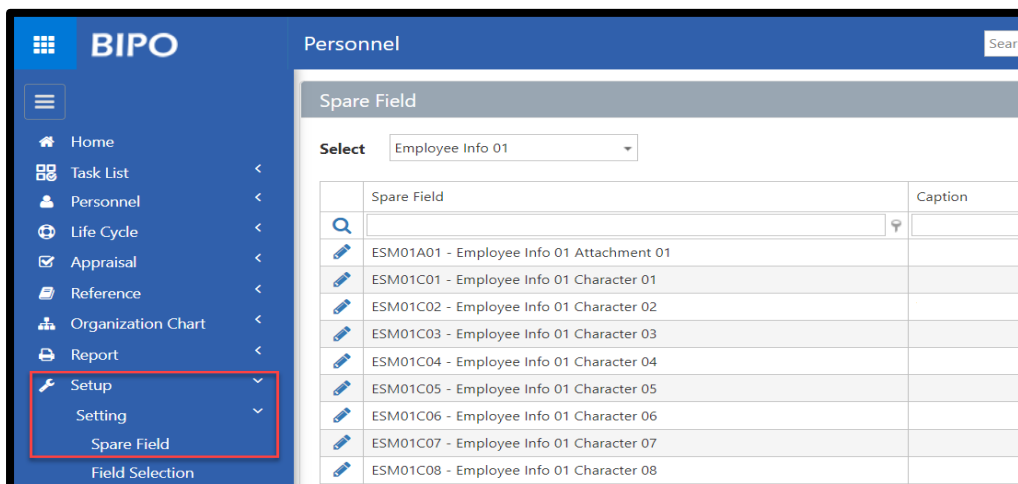 BIPO
Personnel
Sear
Spare Field
Home
Task List
Personnel
Life Cycle
Appraisal
Reference
Organization Chart
Report
Setup
Setting
Spare Field
Field Selection
Select Employee Info 01
Spare Field Caption
ESM01A01 - Employee Info 01 Attachment 01
ESM01C01 - Employee Info 01 Character 01
ESM01C02 - Employee Info 01 Character 02
ESM01C03 - Employee Info 01 Character 03
ESM01C04 - Employee Info 01 Character 04
ESM01C05 - Employee Info 01 Character 05
ESM01C06 - Employee Info 01 Character 06
ESM01C07 - Employee Info 01 Character 07
ESM01C08 - Employee Info 01 Character 08